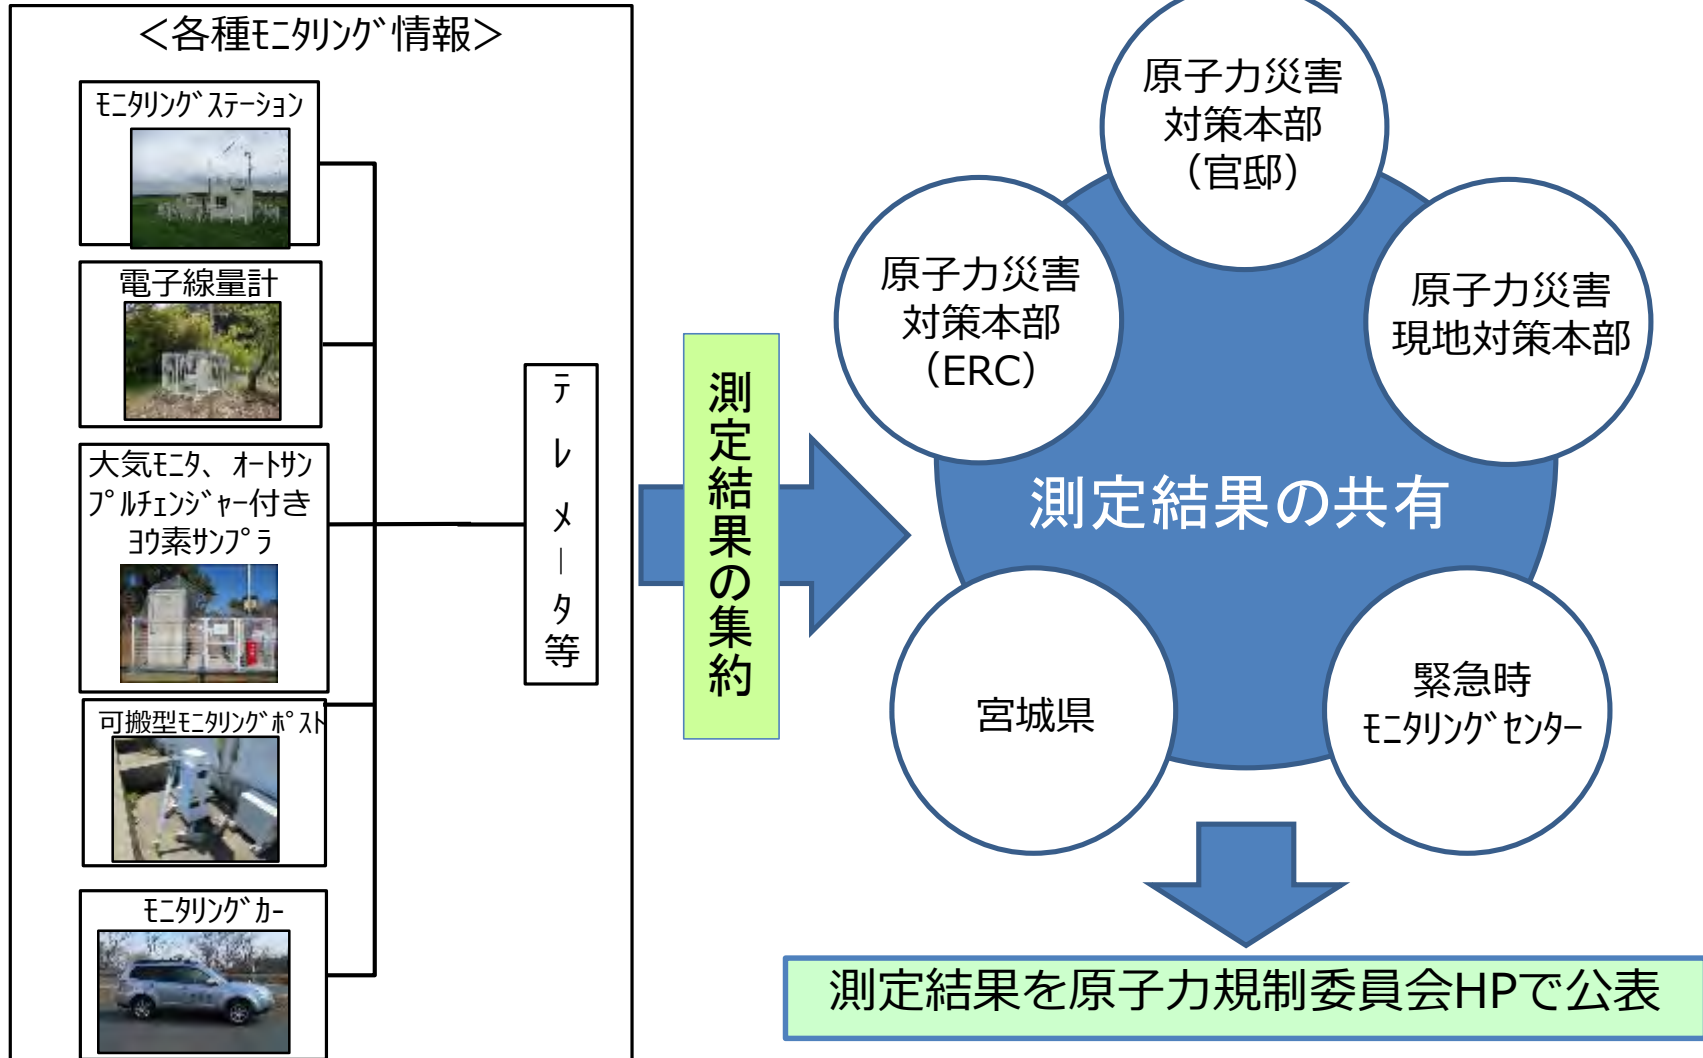 ＜各種ﾓﾆﾀﾘﾝｸﾞ情報＞
ﾓﾆﾀﾘﾝｸﾞｽﾃｰｼｮﾝ
電子線量計
大気ﾓﾆﾀ、ｵｰﾄｻﾝ
ﾌﾟﾙﾁｪﾝｼﾞｬｰ付き
ﾖｳ素ｻﾝﾌﾟﾗ
可搬型ﾓﾆﾀﾘﾝｸﾞﾎﾟｽﾄ
ﾓﾆﾀﾘﾝｸﾞｶｰ
ﾃﾚﾒｰﾀ等
測定結果の集約
原子力災害
対策本部
（官邸）
原子力災害
対策本部
（ERC）
原子力災害
現地対策本部
測定結果の共有
宮城県
緊急時
ﾓﾆﾀﾘﾝｸﾞｾﾝﾀｰ
測定結果を原子力規制委員会HPで公表